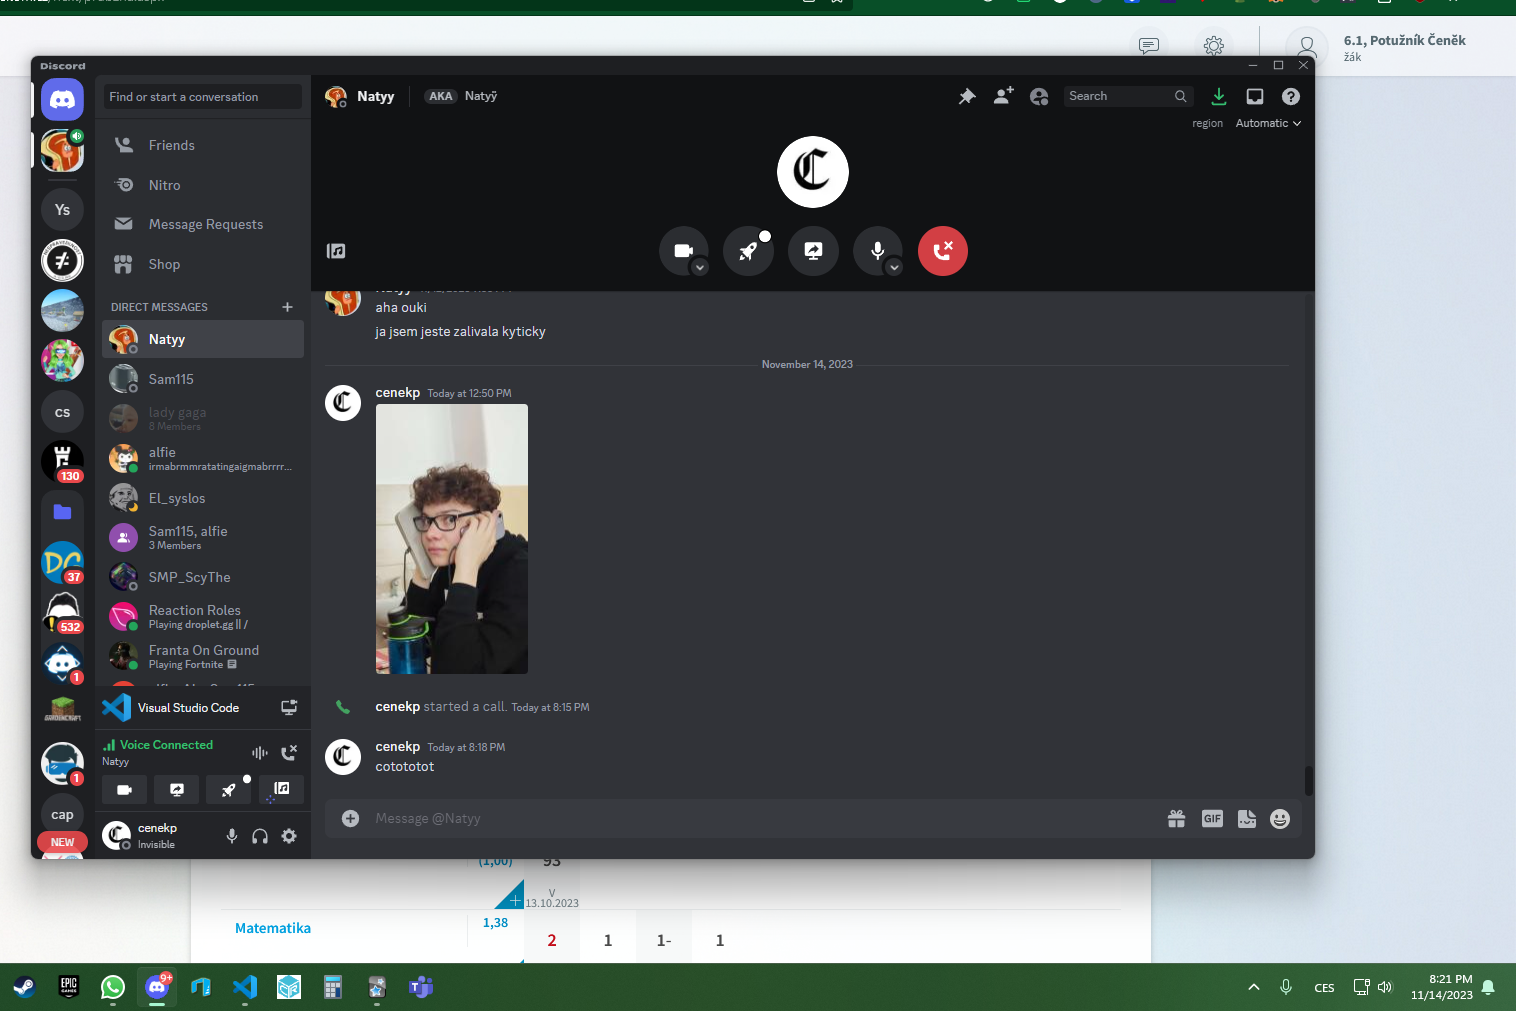 6.1, Potužník Čeněk
žák
Discord
Find or start a conversation
Natyy
AKA
Natyÿ
Search
region
Automatic
Friends
Nitro
Message Requests
Shop
DIRECT MESSAGES
Natyy
Sam115
lady gaga
8 Members
alfie
irmabrmmratatingaigmabrrrr...
El_syslos
Sam115, alfie
3 Members
SMP_ScyThe
Reaction Roles
Playing droplet.gg || /
Franta On Ground
Playing Fortnite
Visual Studio Code
Voice Connected
Natyy
cenekp
Invisible
Ys
cs
130
DC
37
532
1
1
cap
NEW
C
aha ouki
ja jsem jeste zalivala kyticky
November 14, 2023
C
cenekp Today at 12:50 PM
cenekp started a call. Today at 8:15 PM
C
cenekp Today at 8:18 PM
cotototot
Message @Natyy
GIF
(1,00)
93
V
13.10.2023
Matematika
1,38
2
1
1-
1
EPIC
GAMES
9+
CES
8:21 PM
11/14/2023